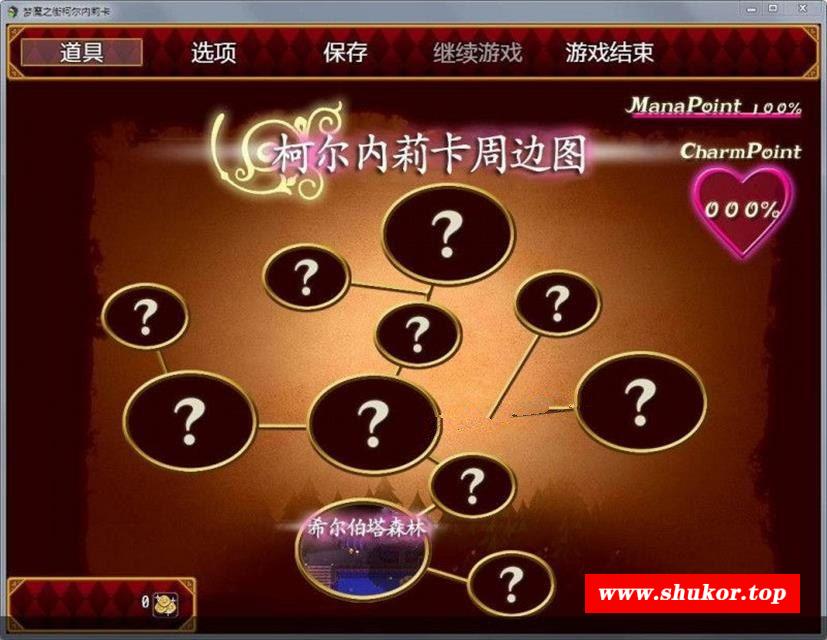 梦魇之街柯尔内莉卡
道具 选项 保存 继续游戏 游戏结束
ManaPoint 100%
柯尔内莉卡周边图
CharmPoint
000%
?
?
?
?
?
?
?
?
?
希尔伯塔森林
?
0
www.shukor.top